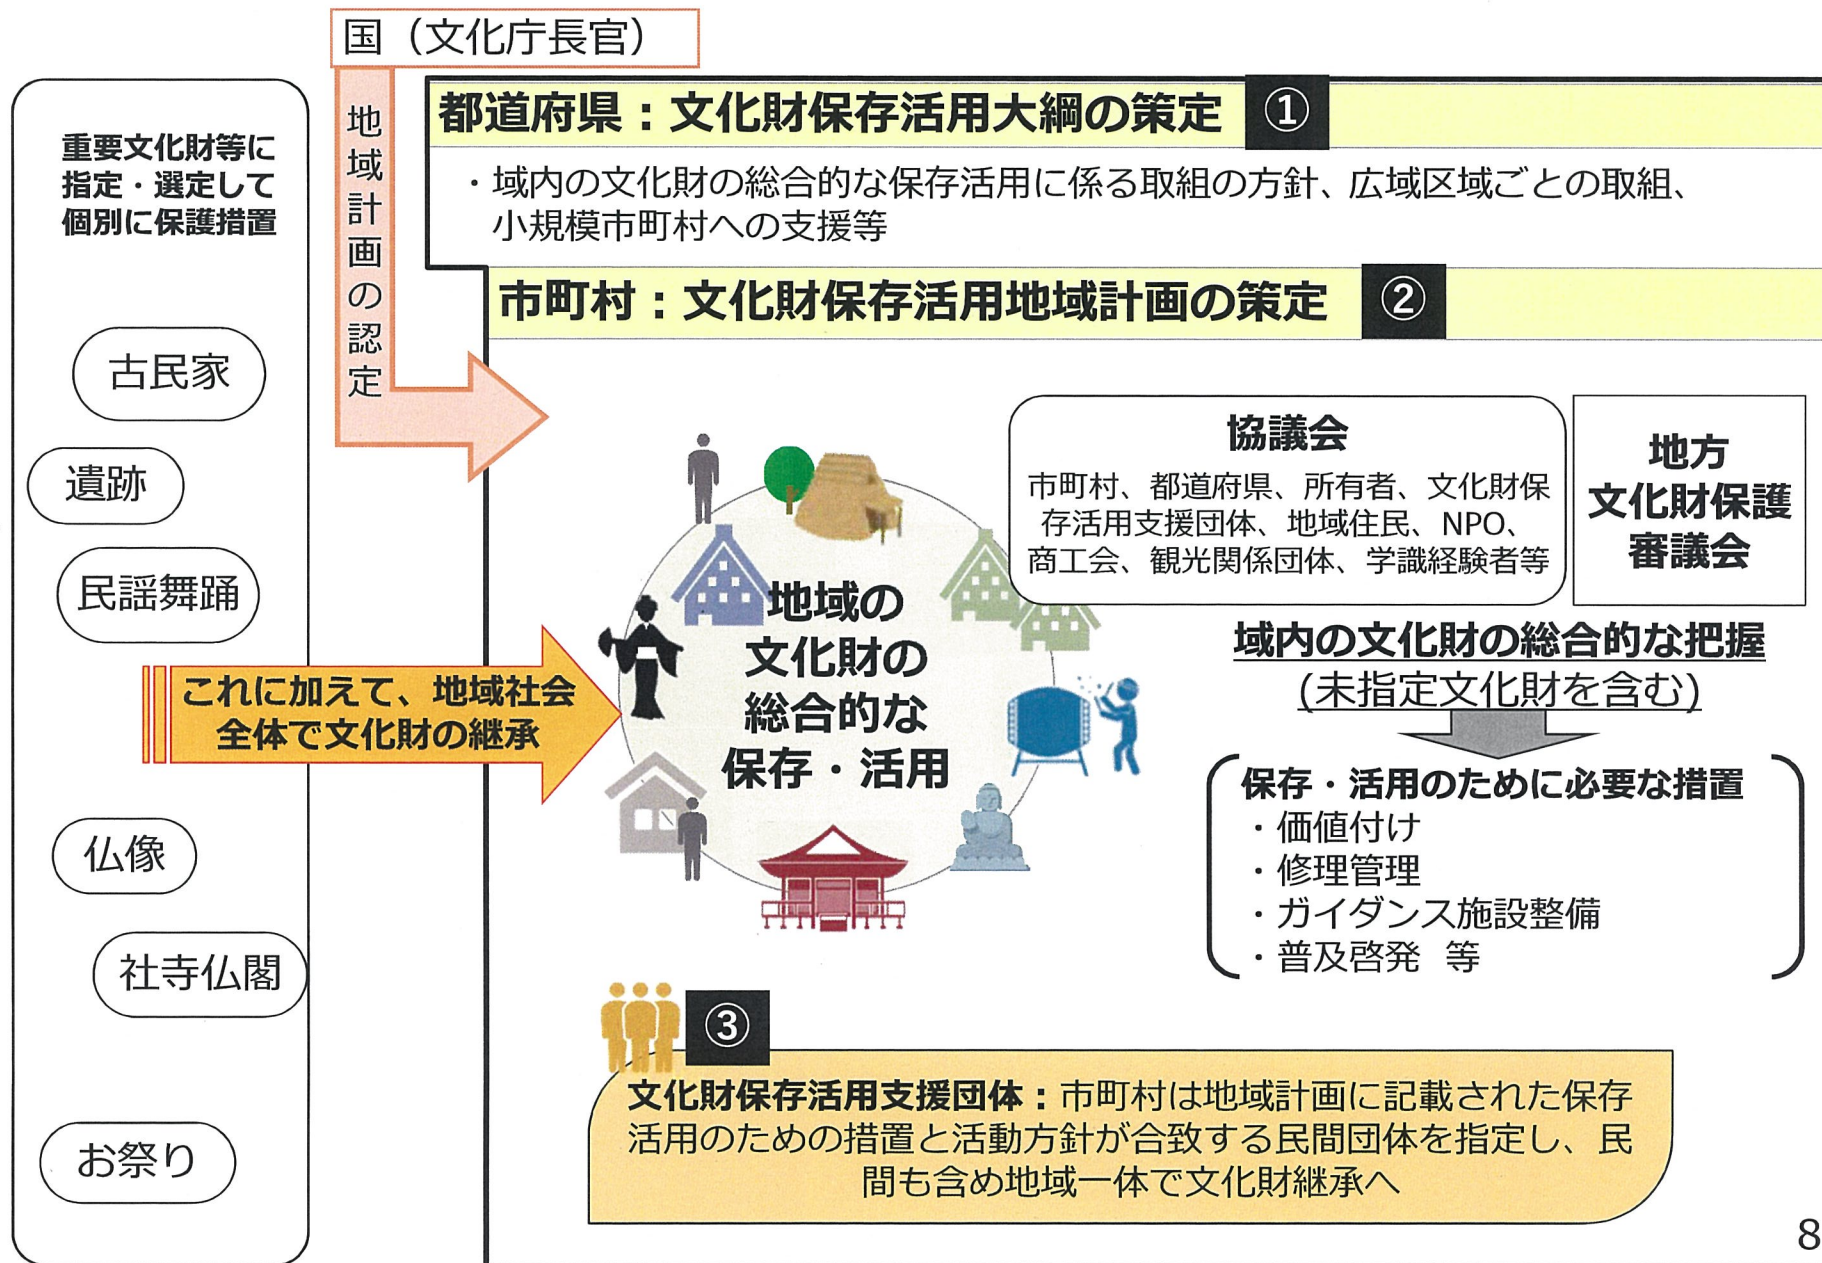 国（文化庁長官）
地域計画の認定
重要文化財等に
指定・選定して
個別に保護措置
古民家
遺跡
民謡舞踊
仏像
社寺仏閣
お祭り
これに加えて、地域社会
全体で文化財の継承
都道府県：文化財保存活用大綱の策定 ①
・域内の文化財の総合的な保存活用に係る取組の方針、広域区域ごとの取組、
小規模市町村への支援等
市町村：文化財保存活用地域計画の策定 ②
地域の
文化財の
総合的な
保存・活用
協議会
市町村、都道府県、所有者、文化財保
存活用支援団体、地域住民、NPO、
商工会、観光関係団体、学識経験者等
地方
文化財保護
審議会
域内の文化財の総合的な把握
(未指定文化財を含む)
保存・活用のために必要な措置
・価値付け
・修理管理
・ガイダンス施設整備
・普及啓発 等
③
文化財保存活用支援団体：市町村は地域計画に記載された保存
活用のための措置と活動方針が合致する民間団体を指定し、民
間も含め地域一体で文化財継承へ
8